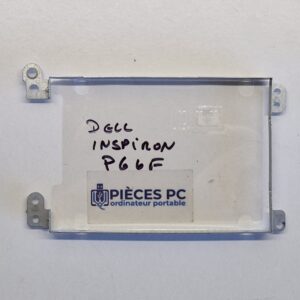 DELL
INSPIRON
P66F
PIÈCES PC
ordinateur portable